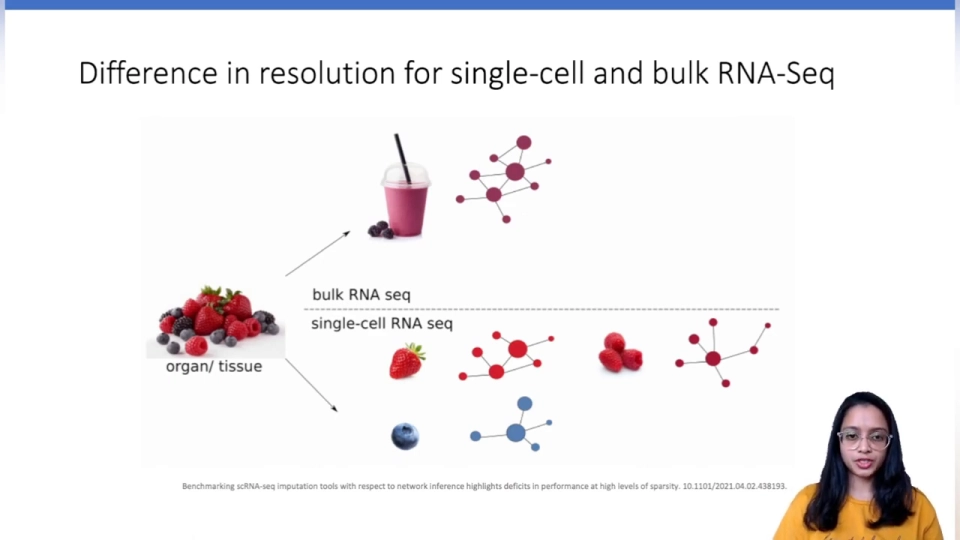 Difference in resolution for single-cell and bulk RNA-Seq
bulk RNA seq
single-cell RNA seq
organ/ tissue
Benchmarking scRNA-seq imputation tools with respect to network inference highlights deficits in performance at high levels of sparsity. 10.1101/2021.04.02.438193.